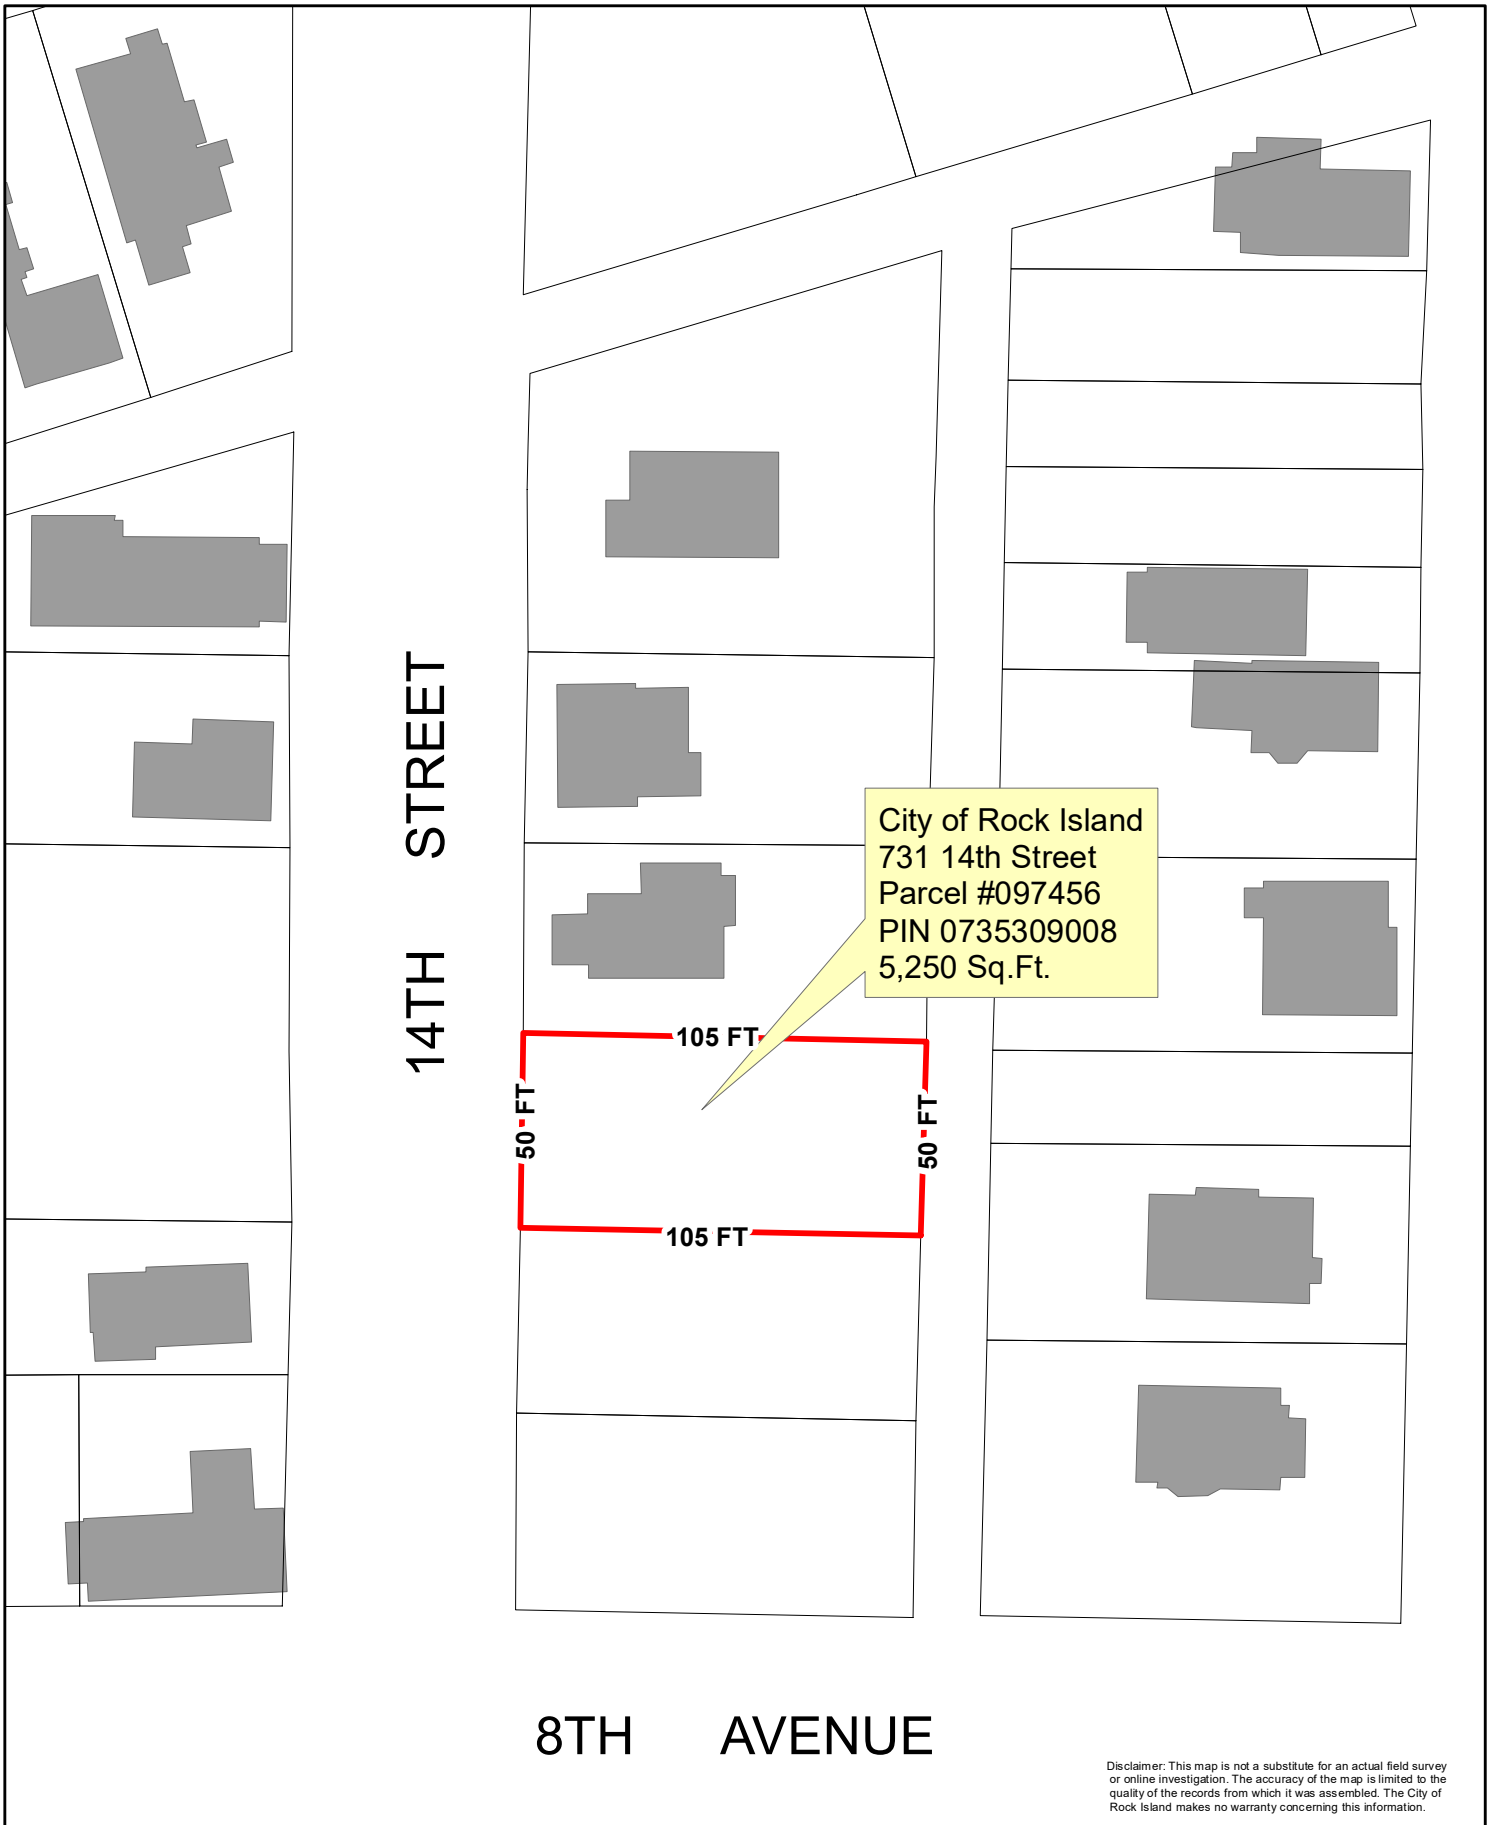 14TH STREET
City of Rock Island
731 14th Street
Parcel #097456
PIN 0735309008
5,250 Sq.Ft.
105 FT
50 FT
50 FT
105 FT
8TH AVENUE
Disclaimer: This map is not a substitute for an actual field survey
or online investigation. The accuracy of the map is limited to the
quality of the records from which it was assembled. The City of
Rock Island makes no warranty concerning this information.